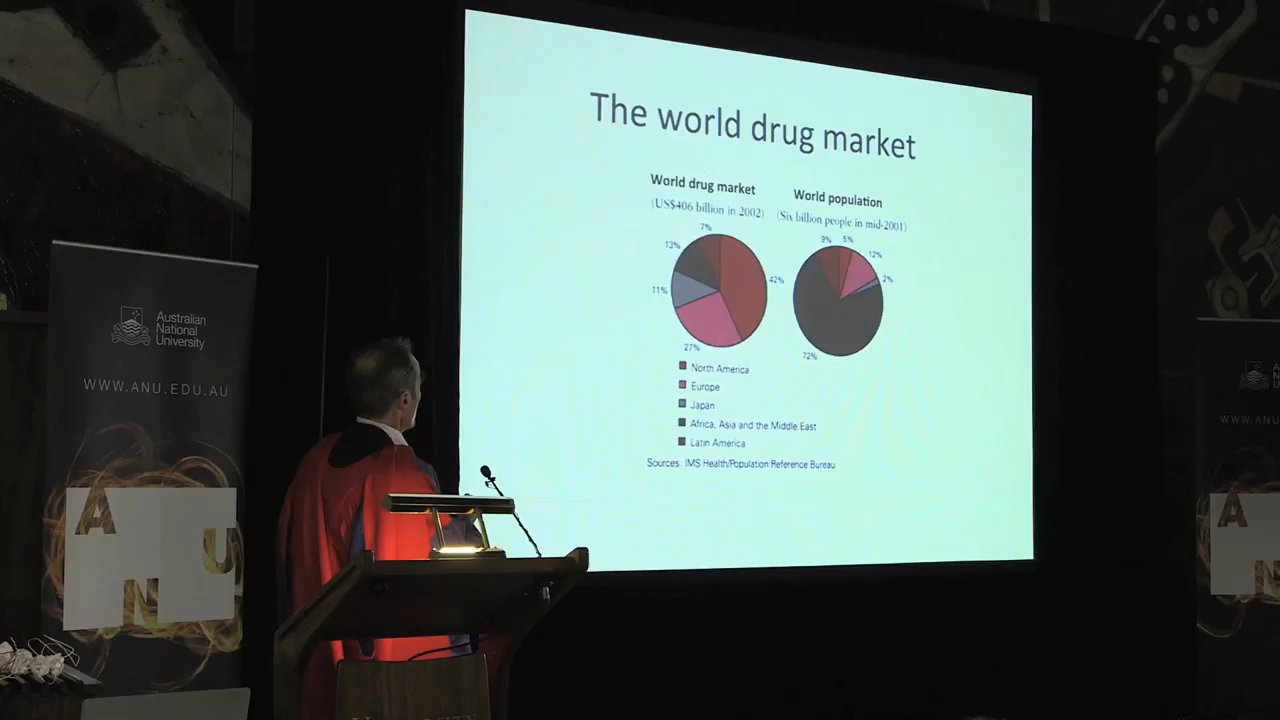 The world drug market
World drug market
(US$406 billion in 2002)
World population
(Six billion people in mid-2001)
7%
13%
42%
11%
27%
9%
5%
12%
2%
72%
North America
Europe
Japan
Africa, Asia and the Middle East
Latin America
Sources: IMS Health/Population Reference Bureau
Australian
National
University
WWW.ANU.EDU.AU
A
N
U
WWW.ANU
A
N